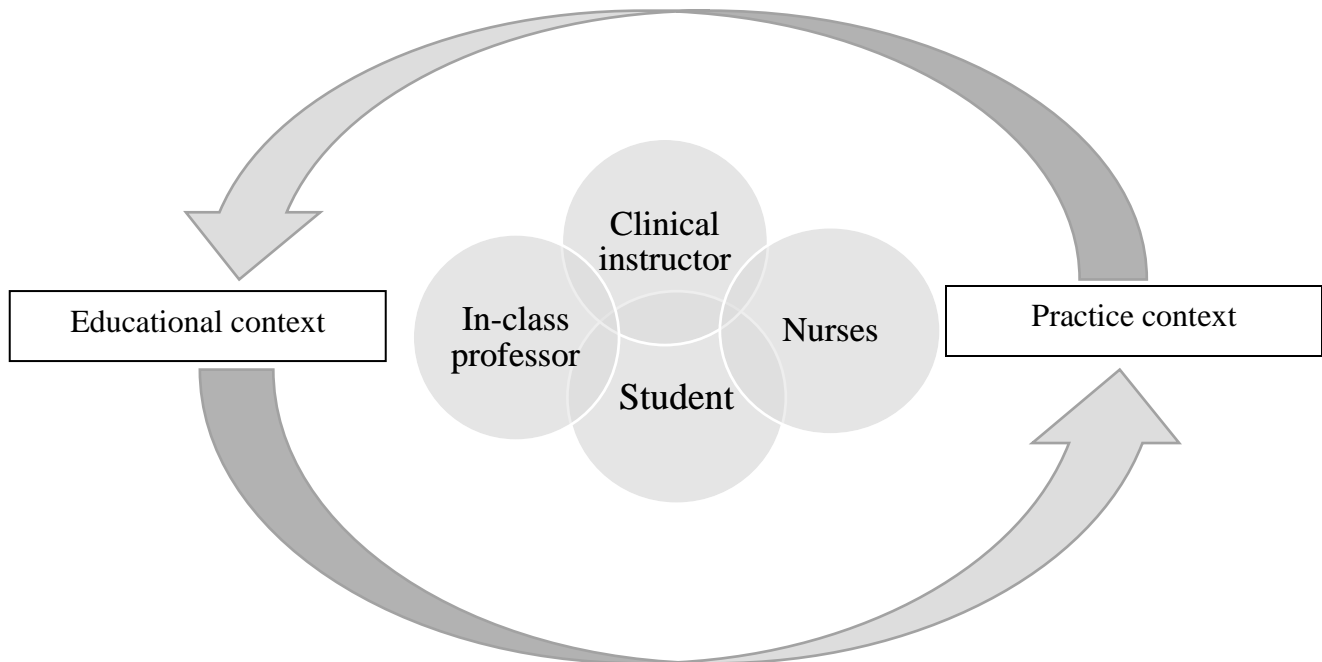 Clinical
instructor
Educational context
In-class
professor
Nurses
Practice context
Student